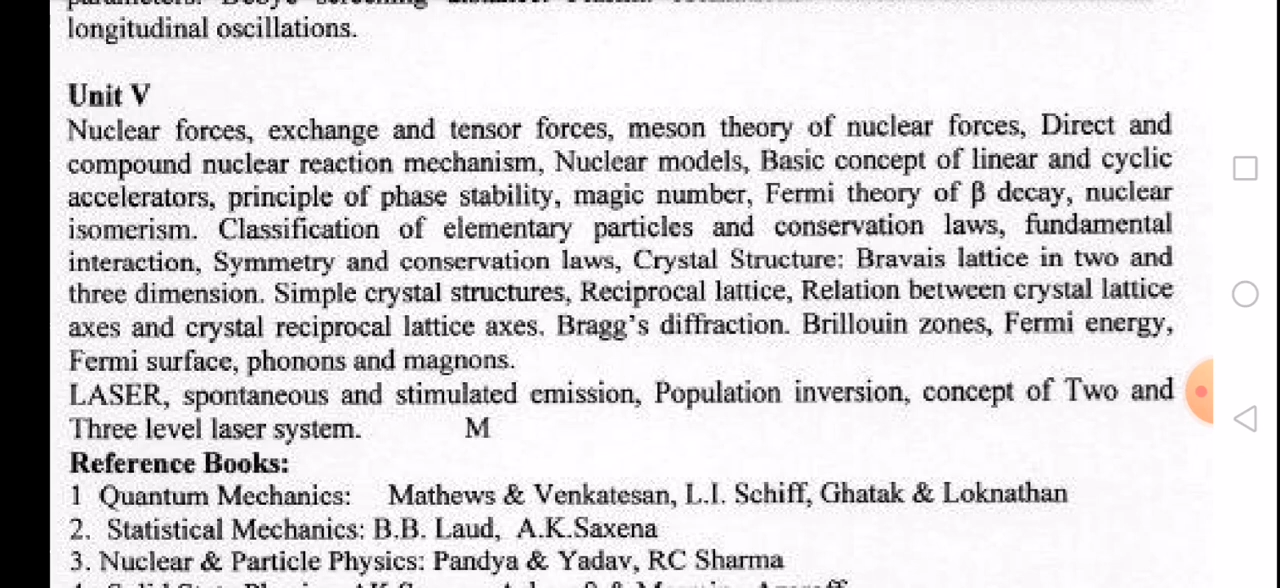 longitudinal oscillations.
Unit V
Nuclear forces, exchange and tensor forces, meson theory of nuclear forces, Direct and
compound nuclear reaction mechanism, Nuclear models, Basic concept of linear and cyclic
accelerators, principle of phase stability, magic number, Fermi theory of β decay, nuclear
isomerism. Classification of elementary particles and conservation laws, fundamental
interaction, Symmetry and conservation laws, Crystal Structure: Bravais lattice in two and
three dimension. Simple crystal structures, Reciprocal lattice, Relation between crystal lattice
axes and crystal reciprocal lattice axes. Bragg's diffraction. Brillouin zones, Fermi energy,
Fermi surface, phonons and magnons.
LASER, spontaneous and stimulated emission, Population inversion, concept of Two and
Three level laser system. M
Reference Books:
1 Quantum Mechanics: Mathews & Venkatesan, L.I. Schiff, Ghatak & Loknathan
2. Statistical Mechanics: B.B. Laud, A.K.Saxena
3. Nuclear & Particle Physics: Pandya & Yadav, RC Sharma